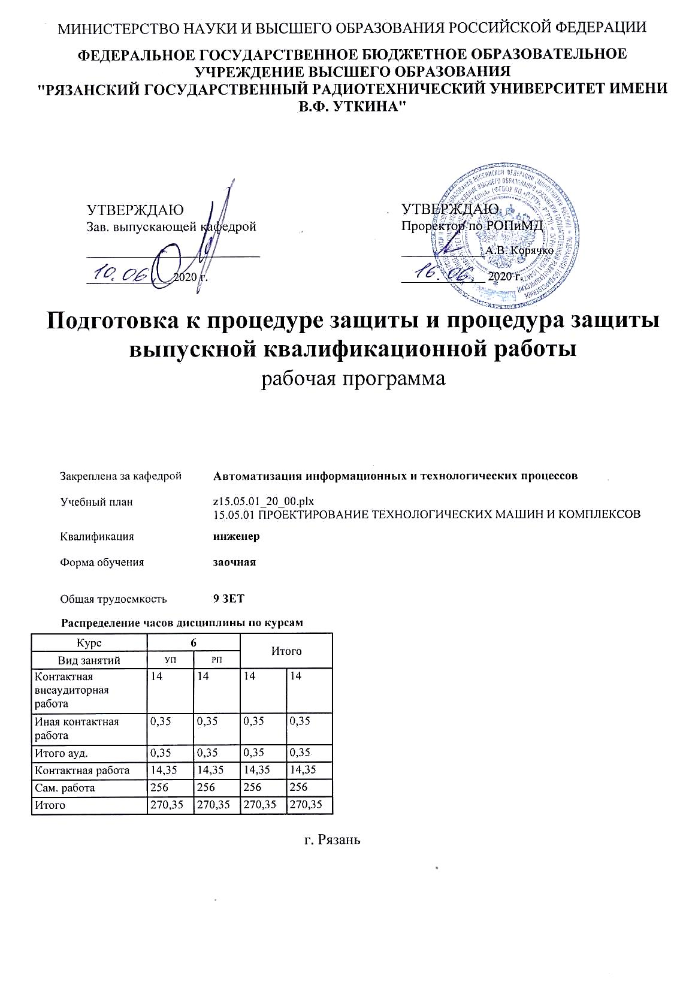 МИНИСТЕРСТВО НАУКИ И ВЫСШЕГО ОБРАЗОВАНИЯ РОССИЙСКОЙ ФЕДЕРАЦИИ
ФЕДЕРАЛЬНОЕ ГОСУДАРСТВЕННОЕ БЮДЖЕТНОЕ ОБРАЗОВАТЕЛЬНОЕ
УЧРЕЖДЕНИЕ ВЫСШЕГО ОБРАЗОВАНИЯ
"РЯЗАНСКИЙ ГОСУДАРСТВЕННЫЙ РАДИОТЕХНИЧЕСКИЙ УНИВЕРСИТЕТ ИМЕНИ
В.Ф. УТКИНА"
УТВЕРЖДАЮ
Зав. выпускающей кафедрой
10.06. 2020 г.
УТВЕРЖДАЮ
Проректор по РОПиМД
А.В. Корячко
16.06. 2020 г.
Подготовка к процедуре защиты и процедура защиты
выпускной квалификационной работы
рабочая программа
Закреплена за кафедрой Автоматизация информационных и технологических процессов
Учебный план z15.05.01_20_00.plx
15.05.01 ПРОЕКТИРОВАНИЕ ТЕХНОЛОГИЧЕСКИХ МАШИН И КОМПЛЕКСОВ
Квалификация инженер
Форма обучения заочная
Общая трудоемкость 9 ЗЕТ
Распределение часов дисциплины по курсам
Курс 6 Итого
Вид занятий УП РП
Контактная внеаудиторная работа 14 14 14 14
Иная контактная работа 0,35 0,35 0,35 0,35
Итого ауд. 0,35 0,35 0,35 0,35
Контактная работа 14,35 14,35 14,35 14,35
Сам. работа 256 256 256 256
Итого 270,35 270,35 270,35 270,35
г. Рязань